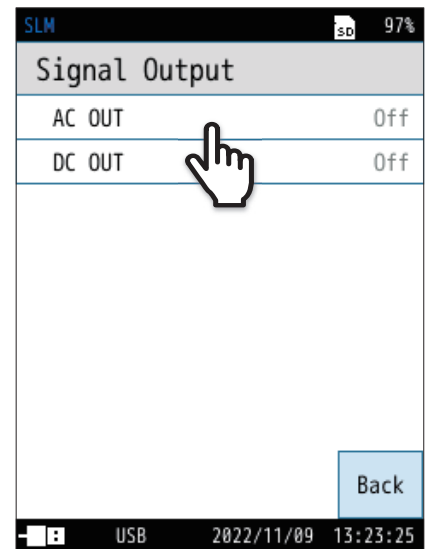 SLM SD 97%
Signal Output
AC OUT Off
DC OUT Off
Back
USB 2022/11/09 13:23:25